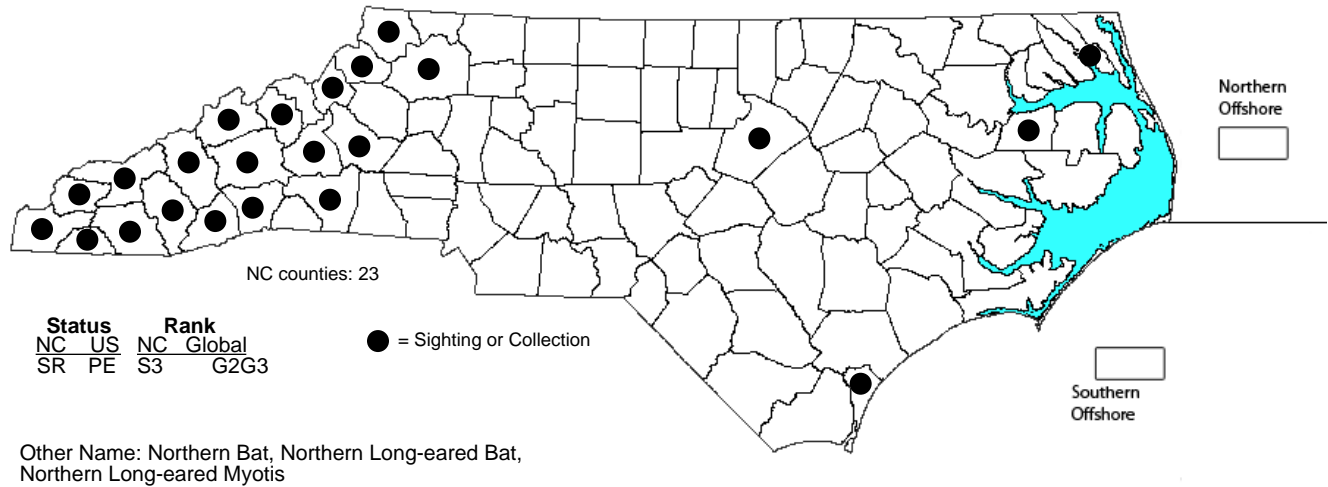 Northern
Offshore
NC counties: 23
Status Rank
NC US NC Global
SR PE S3 G2G3
= Sighting or Collection
Southern
Offshore
Other Name: Northern Bat, Northern Long-eared Bat,
Northern Long-eared Myotis